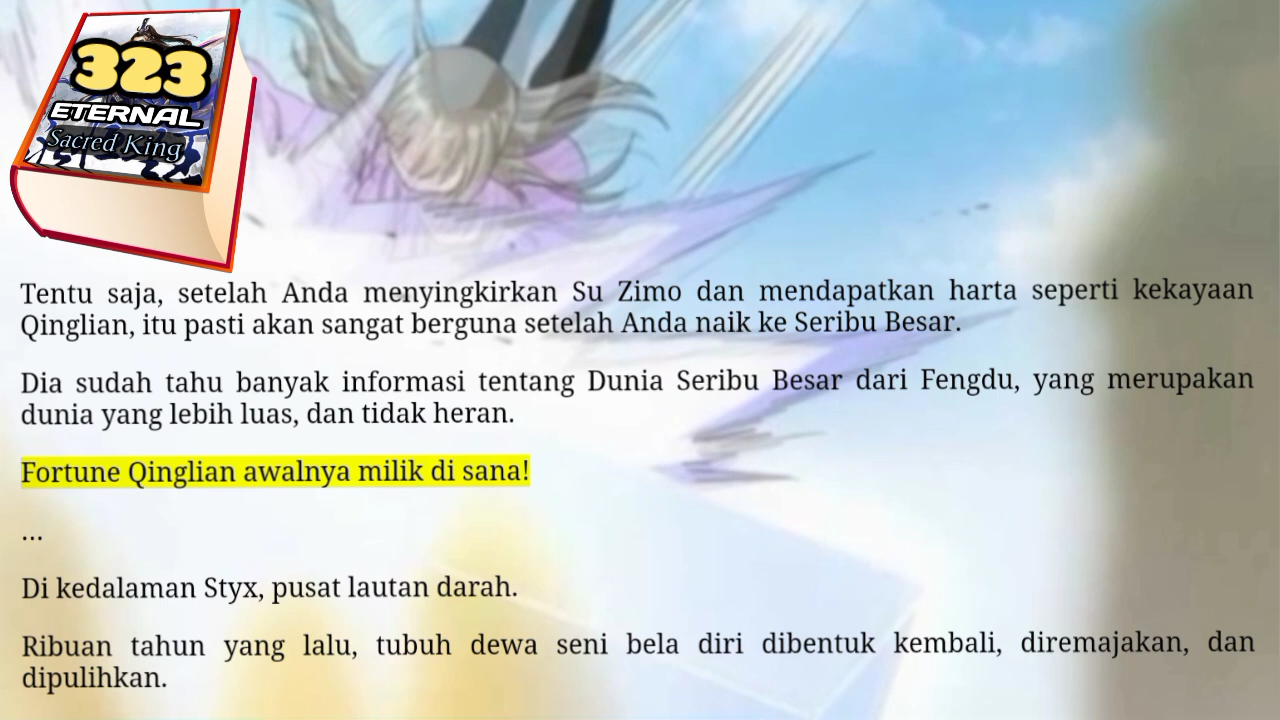 323
ETERNAL
Sacred King
Tentu saja, setelah Anda menyingkirkan Su Zimo dan mendapatkan harta seperti kekayaan
Qinglian, itu pasti akan sangat berguna setelah Anda naik ke Seribu Besar.
Dia sudah tahu banyak informasi tentang Dunia Seribu Besar dari Fengdu, yang merupakan
dunia yang lebih luas, dan tidak heran.
Fortune Qinglian awalnya milik di sana!
...
Di kedalaman Styx, pusat lautan darah.
Ribuan tahun yang lalu, tubuh dewa seni bela diri dibentuk kembali, diremajakan, dan
dipulihkan.